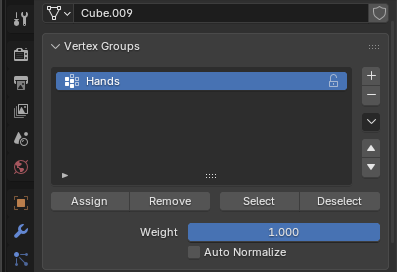 Cube.009
Vertex Groups
Hands
Assign Remove Select Deselect
Weight 1.000
Auto Normalize